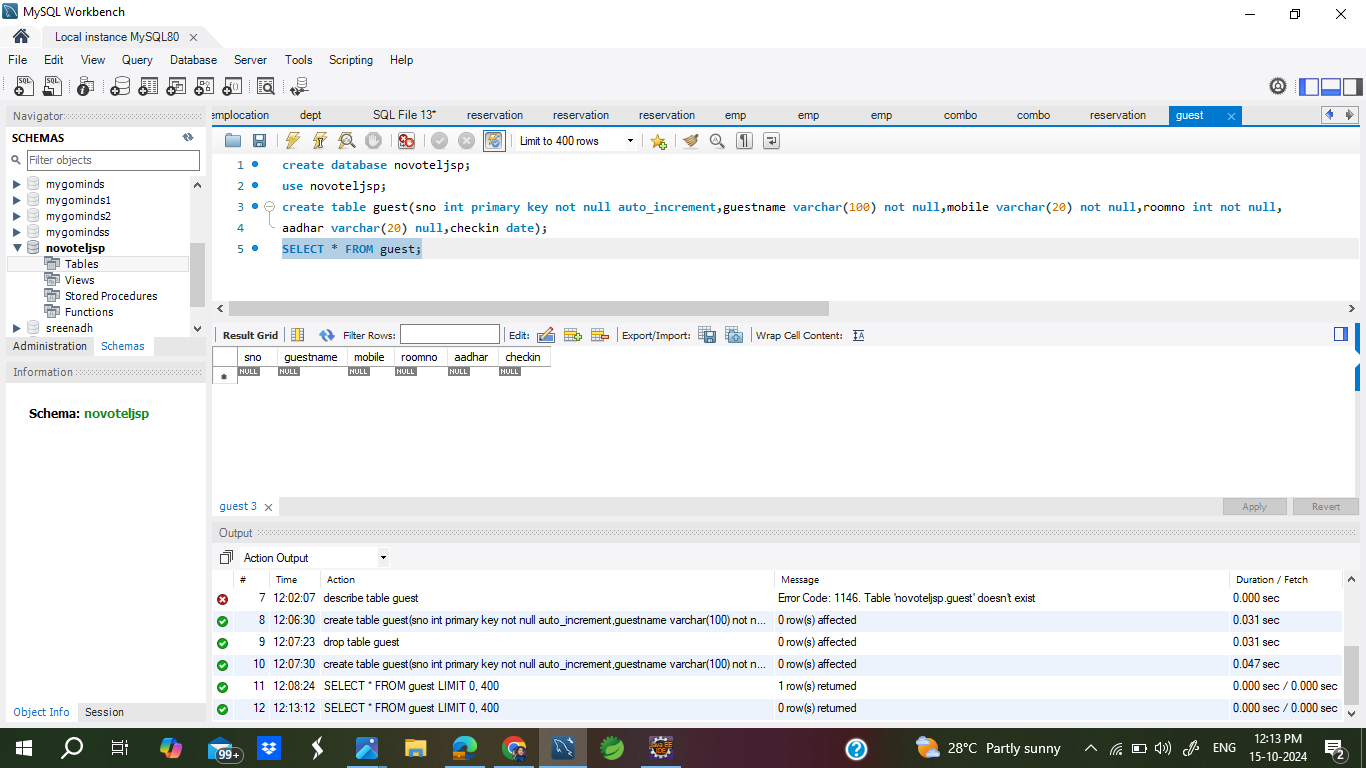 MySQL Workbench
Local instance MySQL80
File Edit View Query Database Server Tools Scripting Help
Navigator
SCHEMAS
Filter objects
mygominds
mygominds1
mygominds2
mygomindss
novoteljsp
Tables
Views
Stored Procedures
Functions
sreenadh
Administration Schemas
Information
Schema: novoteljsp
Object Info Session
emplocation dept SQL File 13* reservation reservation reservation emp emp emp combo combo reservation guest
Limit to 400 rows
1 create database novoteljsp;
2 use novoteljsp;
3 create table guest(sno int primary key not null auto_increment,guestname varchar(100) not null,mobile varchar(20) not null,roomno int not null,
4 aadhar varchar(20) null,checkin date);
5 SELECT * FROM guest;
Result Grid Filter Rows: Edit: Export/Import: Wrap Cell Content:
sno guestname mobile roomno aadhar checkin
NULL NULL NULL NULL NULL NULL
guest 3
Apply Revert
Output
Action Output
# Time Action Message Duration / Fetch
7 12:02:07 describe table guest Error Code: 1146. Table 'novoteljsp.guest' doesn't exist 0.000 sec
8 12:06:30 create table guest(sno int primary key not null auto_increment,guestname varchar(100) not n... 0 row(s) affected 0.031 sec
9 12:07:23 drop table guest 0 row(s) affected 0.031 sec
10 12:07:30 create table guest(sno int primary key not null auto_increment,guestname varchar(100) not n... 0 row(s) affected 0.047 sec
11 12:08:24 SELECT * FROM guest LIMIT 0, 400 1 row(s) returned 0.000 sec / 0.000 sec
12 12:13:12 SELECT * FROM guest LIMIT 0, 400 0 row(s) returned 0.000 sec / 0.000 sec
99+
28°C Partly sunny
ENG
12:13 PM
15-10-2024
2